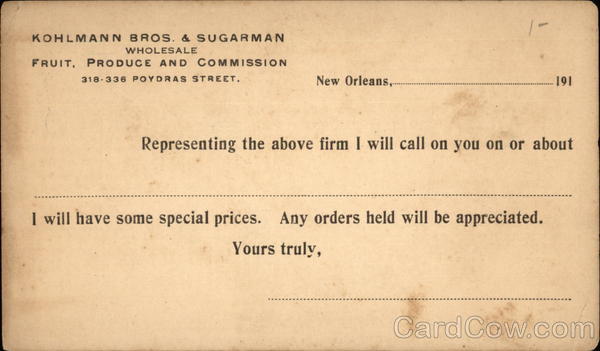 KOHLMANN BROS. & SUGARMAN
WHOLESALE
FRUIT, PRODUCE AND COMMISSION
318-336 POYDRAS STREET.
1-
New Orleans,..............................191
Representing the above firm I will call on you on or about
I will have some special prices. Any orders held will be appreciated.
Yours truly,
CardCow.com